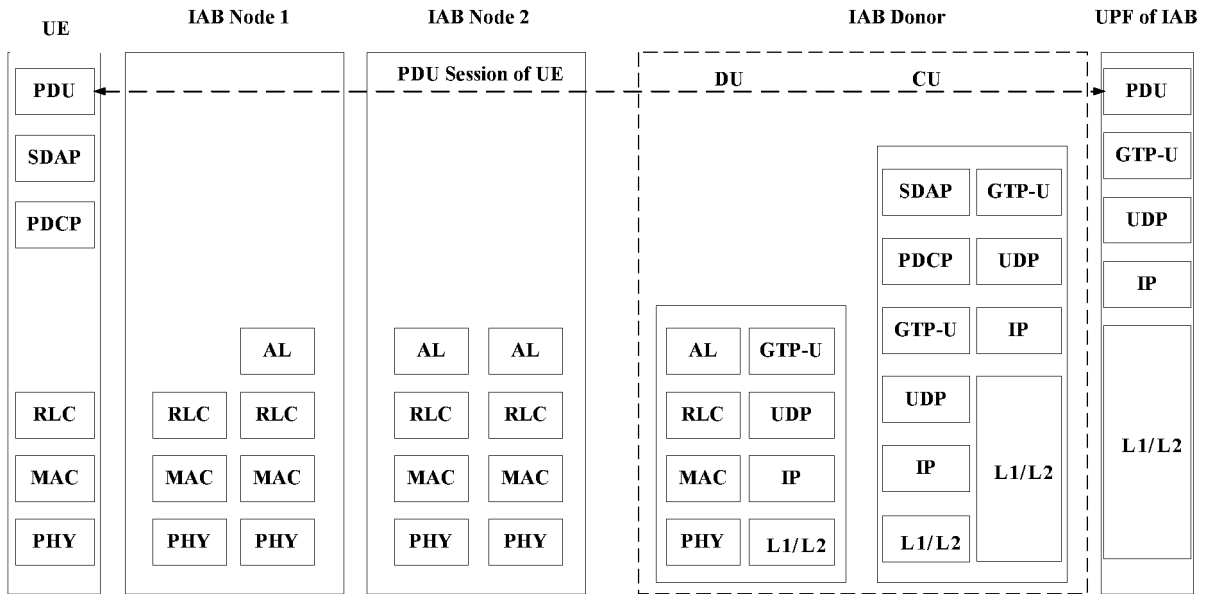 UE
IAB Node 1
IAB Node 2
IAB Donor
UPF of IAB
PDU Session of UE
DU
CU
PDU
SDAP
PDCP
RLC
MAC
PHY
AL
RLC
RLC
MAC
MAC
PHY
PHY
AL
AL
RLC
RLC
MAC
MAC
PHY
PHY
AL
GTP-U
RLC
UDP
MAC
IP
PHY
L1/L2
SDAP
GTP-U
PDCP
UDP
GTP-U
IP
UDP
IP
L1/L2
L1/L2
PDU
GTP-U
UDP
IP
L1/L2